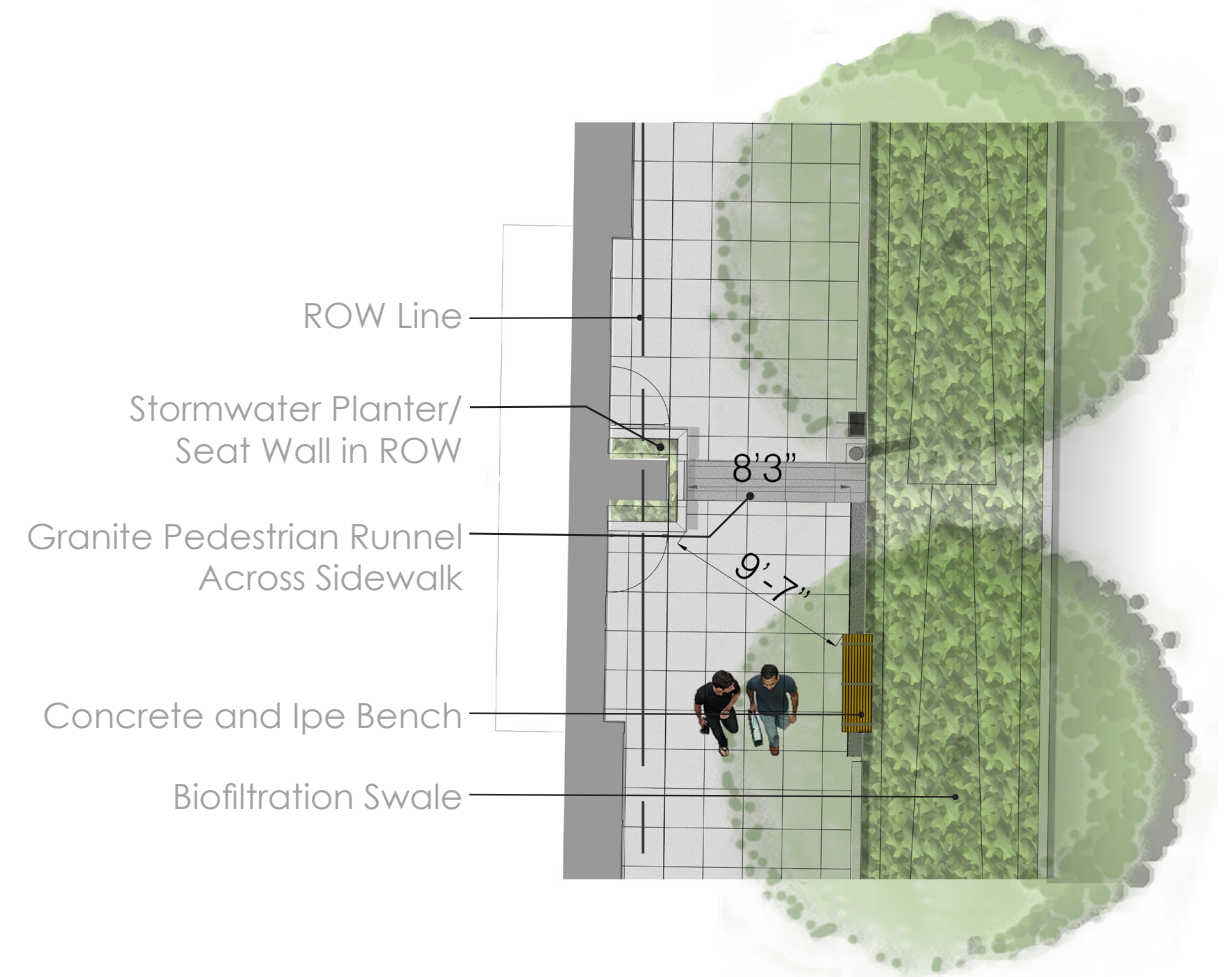 ROW Line
Stormwater Planter/
Seat Wall in ROW
8'3”
Granite Pedestrian Runnel
Across Sidewalk
9'-7”
Concrete and Ipe Bench
Biofiltration Swale